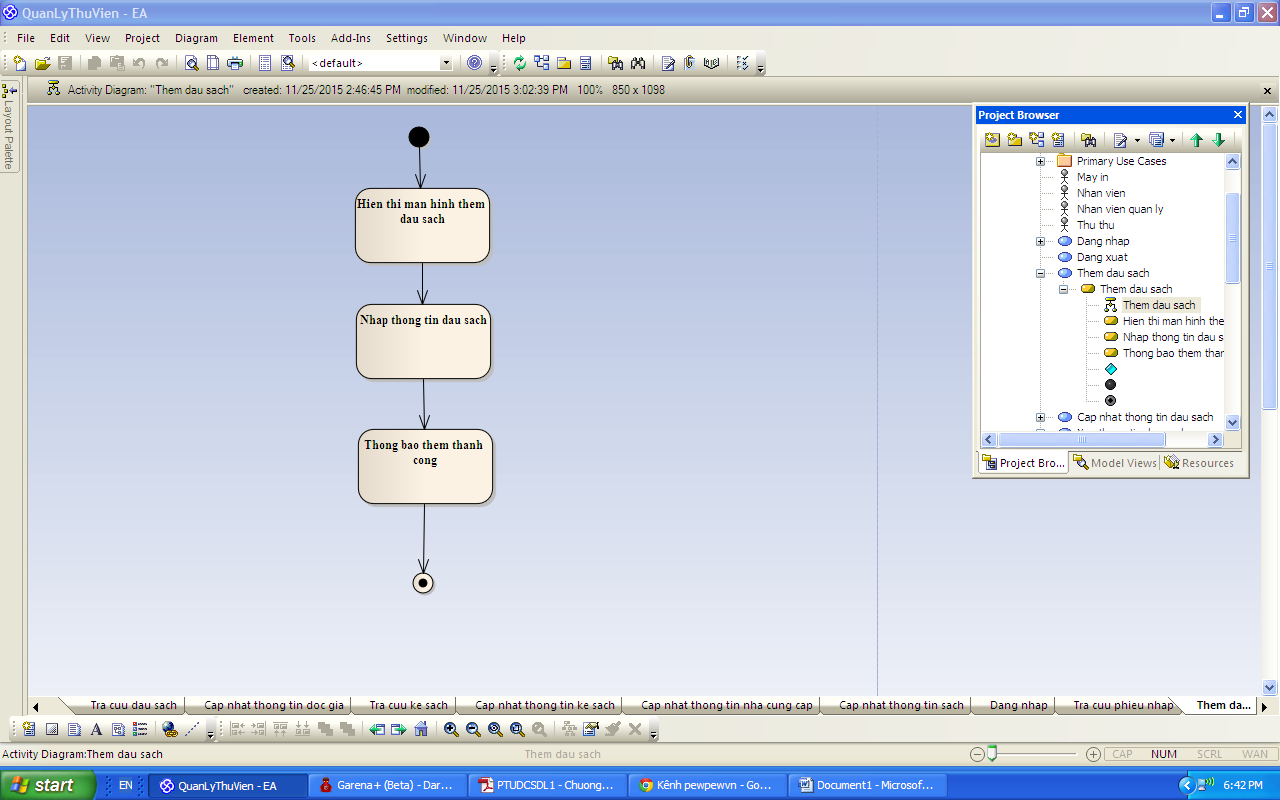 QuanLyThuVien - EA
File Edit View Project Diagram Element Tools Add-Ins Settings Window Help
<default>
Activity Diagram: "Them dau sach" created: 11/25/2015 2:46:45 PM modified: 11/25/2015 3:02:39 PM 100% 850 x 1098
Layout Palette
Hien thi man hinh them
dau sach
Nhap thong tin dau sach
Thong bao them thanh
cong
Project Browser
Primary Use Cases
May in
Nhan vien
Nhan vien quan ly
Thu thu
Dang nhap
Dang xuat
Them dau sach
Them dau sach
Them dau sach
Hien thi man hinh the
Nhap thong tin dau s
Thong bao them thar
Cap nhat thong tin dau sach
Project Bro... Model Views Resources
Tra cuu dau sach Cap nhat thong tin doc gia Tra cuu ke sach Cap nhat thong tin ke sach Cap nhat thong tin nha cung cap Cap nhat thong tin sach Dang nhap Tra cuu phieu nhap Them da...
Activity Diagram:Them dau sach Them dau sach CAP NUM SCRL WAN
start EN QuanLyThuVien - EA Garena+ (Beta) - Dar... PTUDCSDL1 - Chuong... Kênh pewpewvn - Go... Document1 - Microsof... 6:42 PM